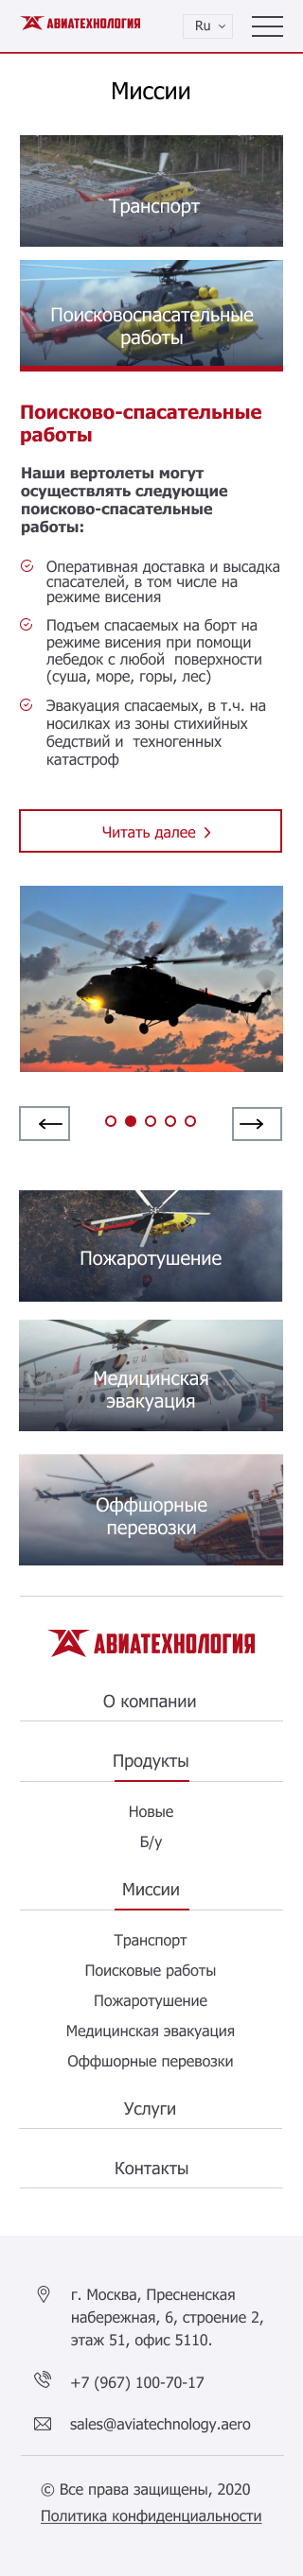 АВИАТЕХНОЛОГИЯ
Ru
Миссии
Транспорт
Поисковоспасательные
работы
Поисково-спасательные
работы
Наши вертолеты могут
осуществлять следующие
поисково-спасательные
работы:
Оперативная доставка и высадка
спасателей, в том числе на
режиме висения
Подъем спасаемых на борт на
режиме висения при помощи
лебедок с любой поверхности
(суша, море, горы, лес)
Эвакуация спасаемых, в т.ч. на
носилках из зоны стихийных
бедствий и техногенных
катастроф
Читать далее
Пожаротушение
Медицинская
эвакуация
Оффшорные
перевозки
АВИАТЕХНОЛОГИЯ
О компании
Продукты
Новые
Б/у
Миссии
Транспорт
Поисковые работы
Пожаротушение
Медицинская эвакуация
Оффшорные перевозки
Услуги
Контакты
г. Москва, Пресненская
набережная, 6, строение 2,
этаж 51, офис 5110.
+7 (967) 100-70-17
sales@aviatechnology.aero
© Все права защищены, 2020
Политика конфиденциальности